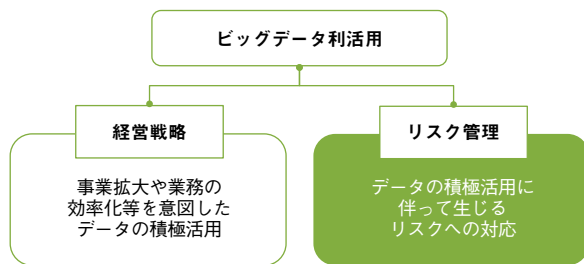 ビッグデータ利活用
経営戦略
事業拡大や業務の
効率化等を意図した
データの積極活用
リスク管理
データの積極活用に
伴って生じる
リスクへの対応